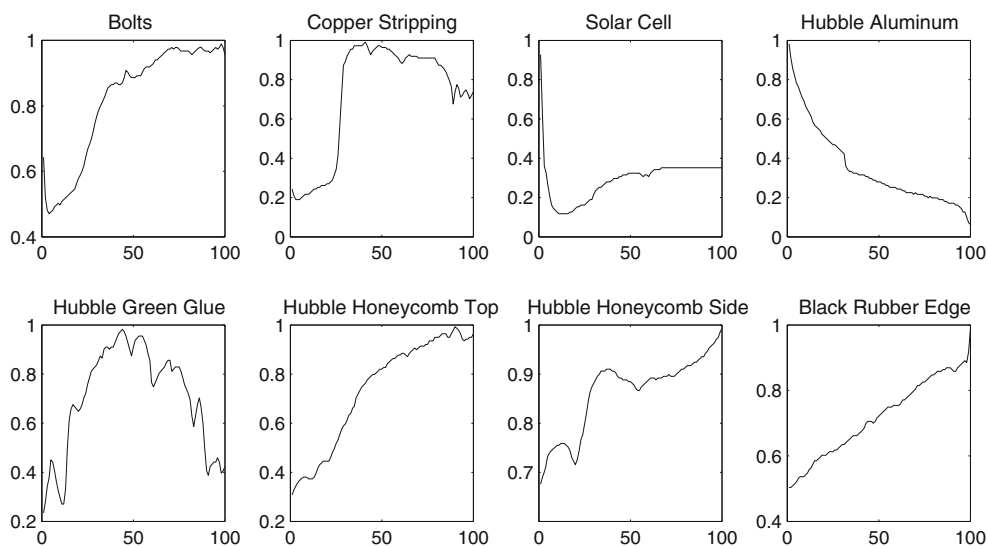 Bolts
1
0.8
0.6
0.4
0 50 100
Copper Stripping
1
0.8
0.6
0.4
0.2
0
0 50 100
Solar Cell
1
0.8
0.6
0.4
0.2
0
0 50 100
Hubble Aluminum
1
0.8
0.6
0.4
0.2
0
0 50 100
Hubble Green Glue
1
0.8
0.6
0.4
0.2
0 50 100
Hubble Honeycomb Top
1
0.8
0.6
0.4
0.2
0 50 100
Hubble Honeycomb Side
1
0.9
0.8
0.7
0 50 100
Black Rubber Edge
1
0.8
0.6
0.4
0 50 100